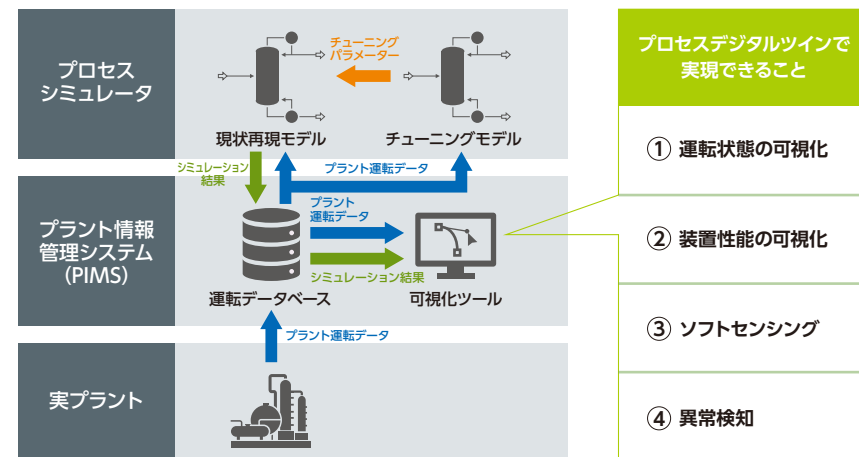 プロセス
シミュレータ
チューニング
パラメーター
現状再現モデル
チューニングモデル
シミュレーション
結果
プラント運転データ
プラント情報
管理システム
(PIMS)
プラント
運転データ
シミュレーション結果
運転データベース
可視化ツール
プラント運転データ
実プラント
プロセスデジタルツインで
実現できること
① 運転状態の可視化
② 装置性能の可視化
③ ソフトセンシング
④ 異常検知